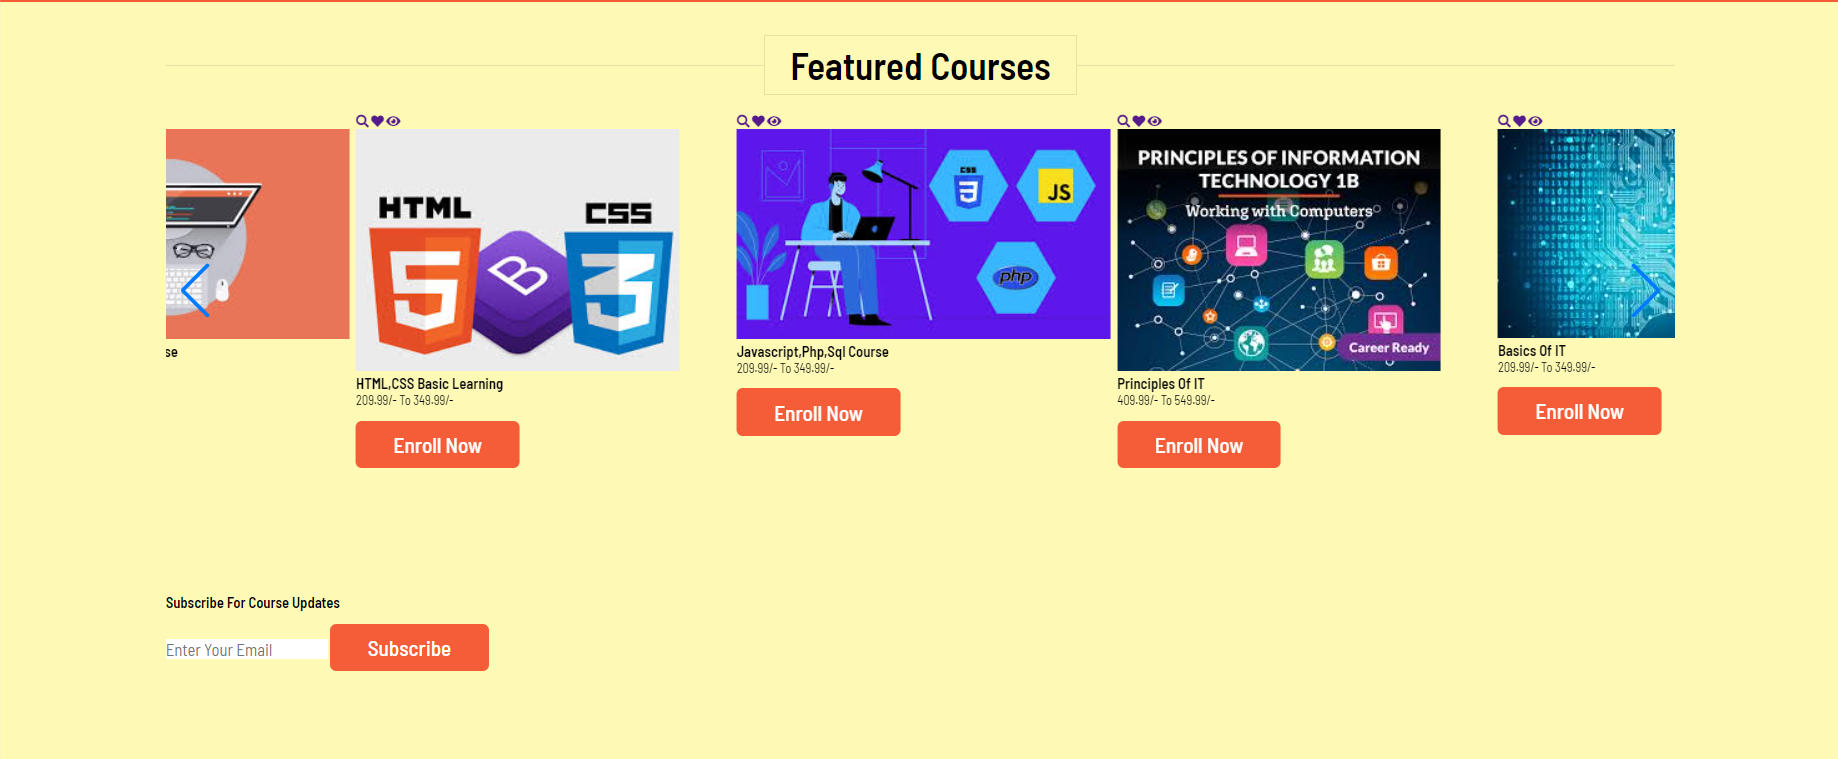 Featured Courses
se
HTML
CSS
5
B
3
HTML,CSS Basic Learning
209.99/- To 349.99/-
Enroll Now
CSS
3
JS
php
Javascript,Php,Sql Course
209.99/- To 349.99/-
Enroll Now
PRINCIPLES OF INFORMATION
TECHNOLOGY 1B
Working with Computers
Career Ready
Principles Of IT
409.99/- To 549.99/-
Enroll Now
Basics Of IT
209.99/- To 349.99/-
Enroll Now
Subscribe For Course Updates
Enter Your Email
Subscribe